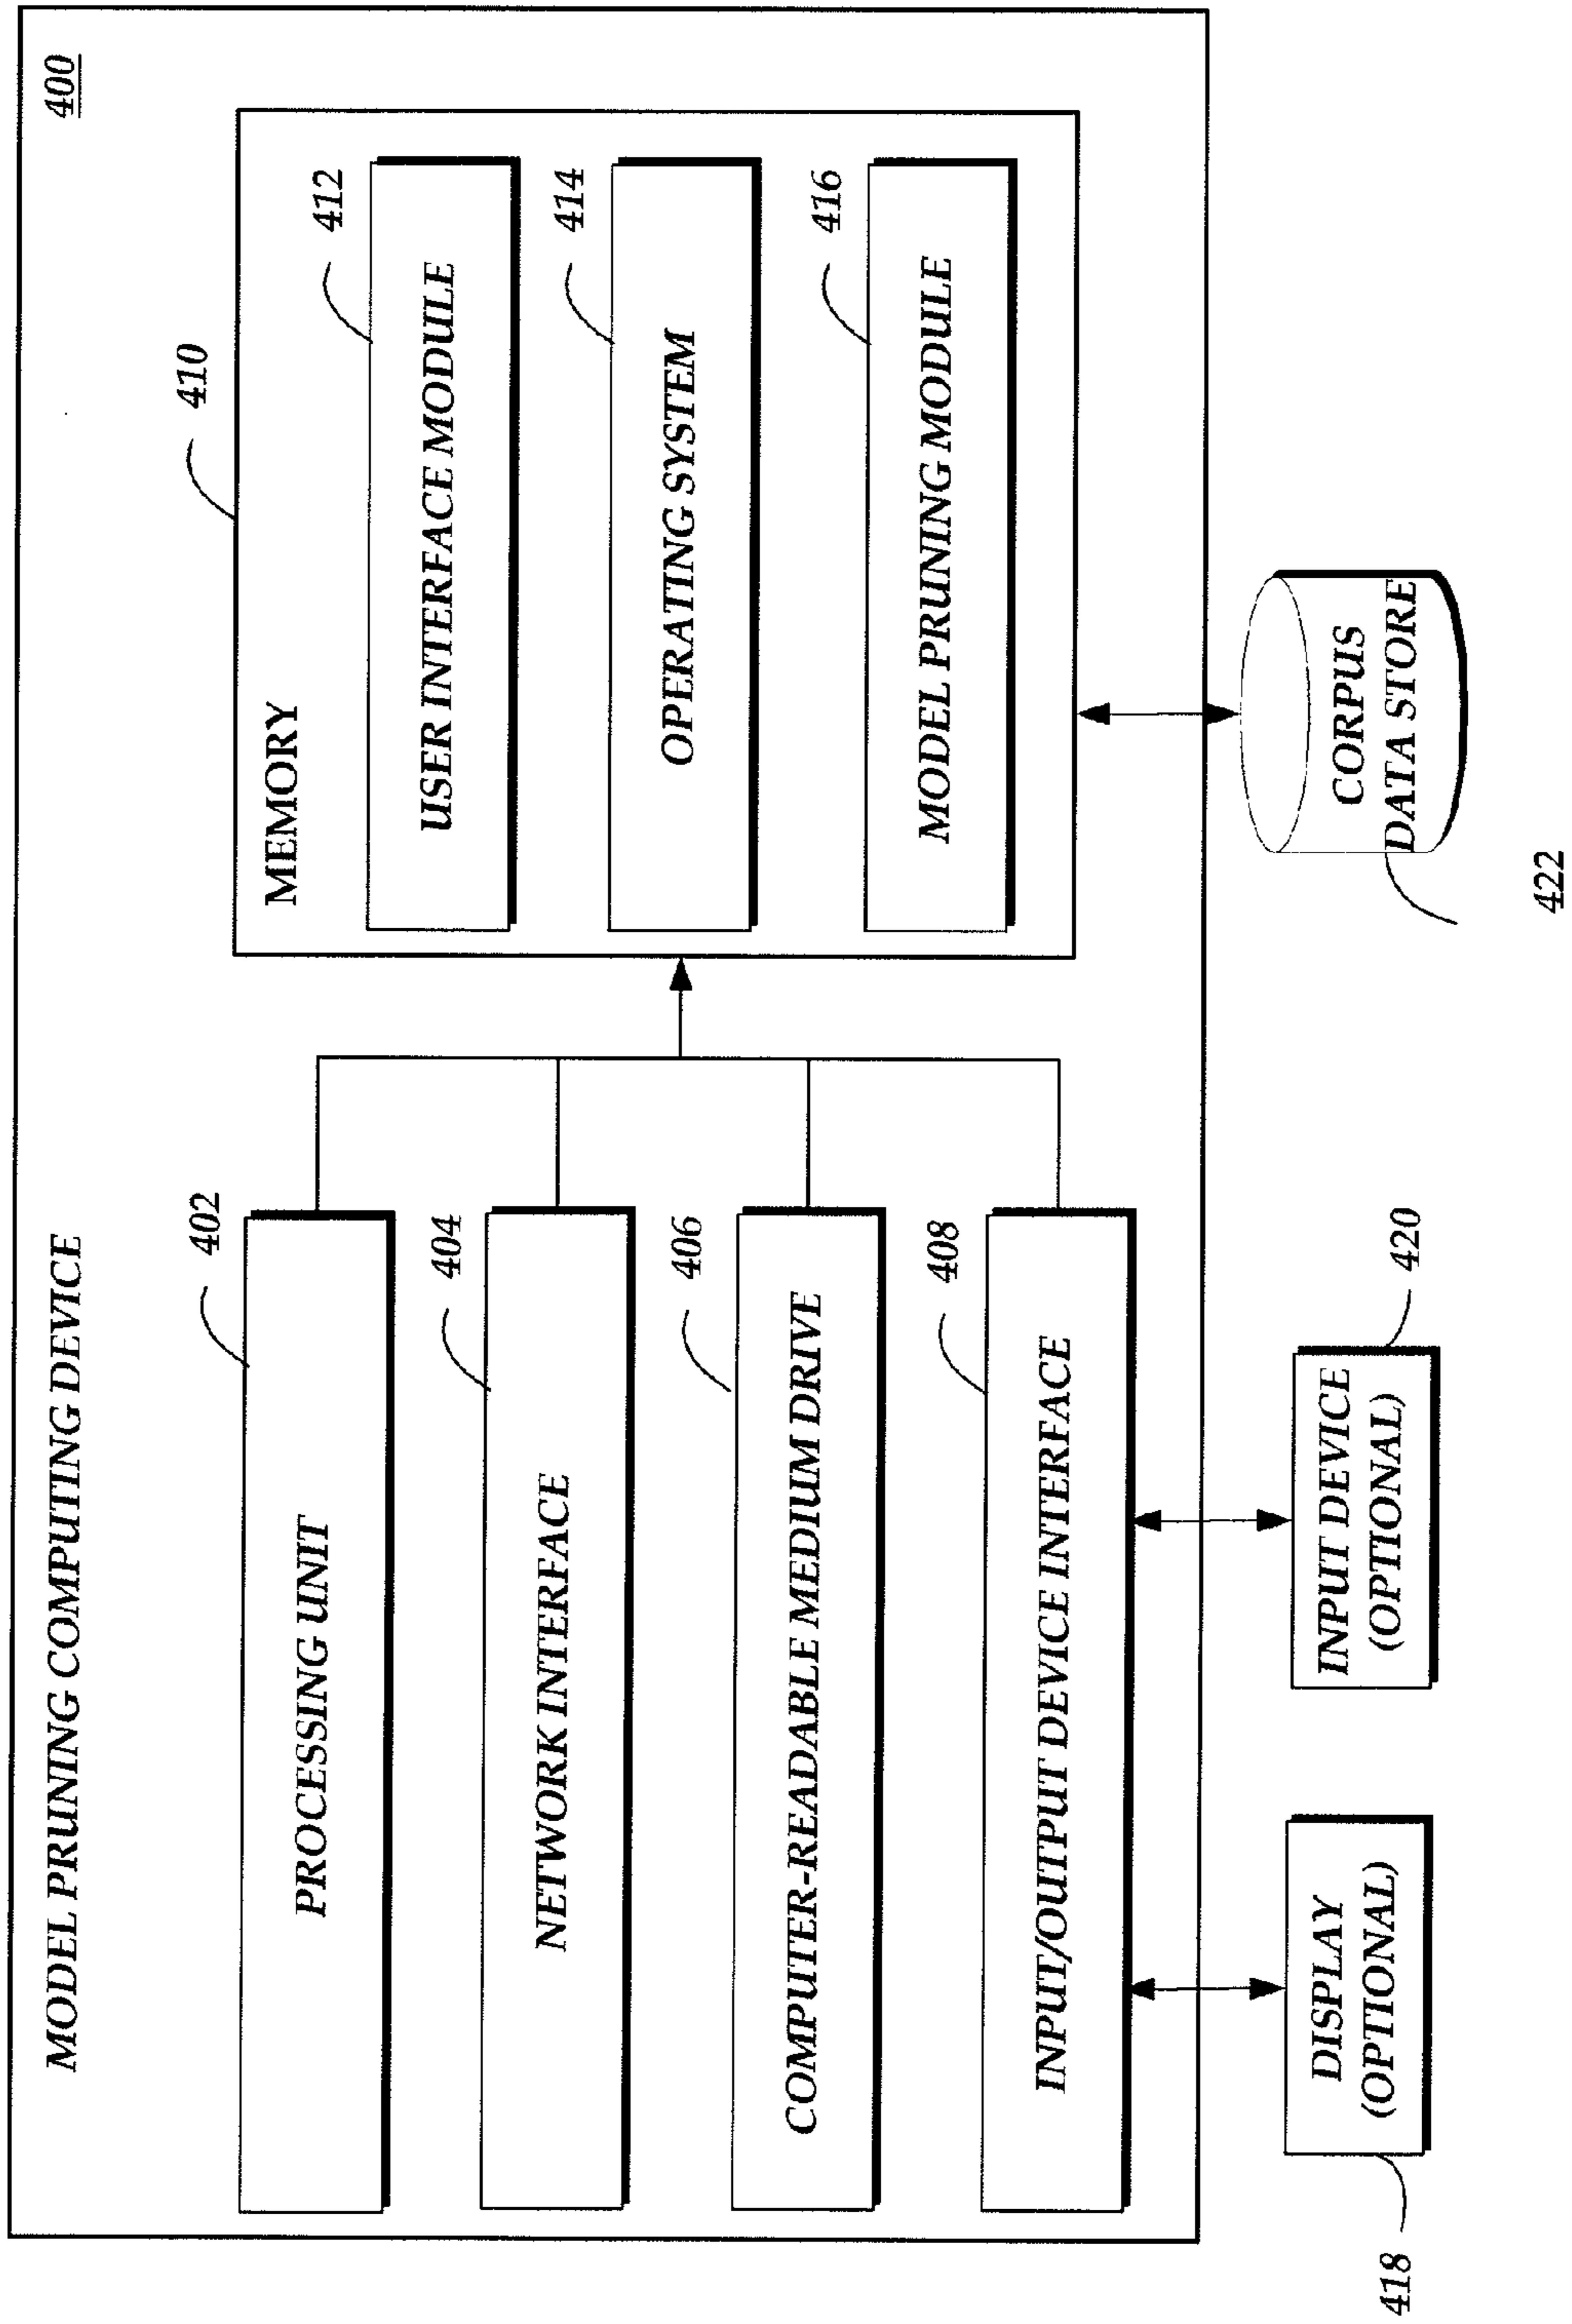 400
MODEL PRUNING COMPUTING DEVICE
402
PROCESSING UNIT
404
NETWORK INTERFACE
406
COMPUTER-READABLE MEDIUM DRIVE
408
INPUT/OUTPUT DEVICE INTERFACE
410
MEMORY
412
USER INTERFACE MODULE
414
OPERATING SYSTEM
416
MODEL PRUNING MODULE
418
DISPLAY
(OPTIONAL)
420
INPUT DEVICE
(OPTIONAL)
CORPUS
DATA STORE
422